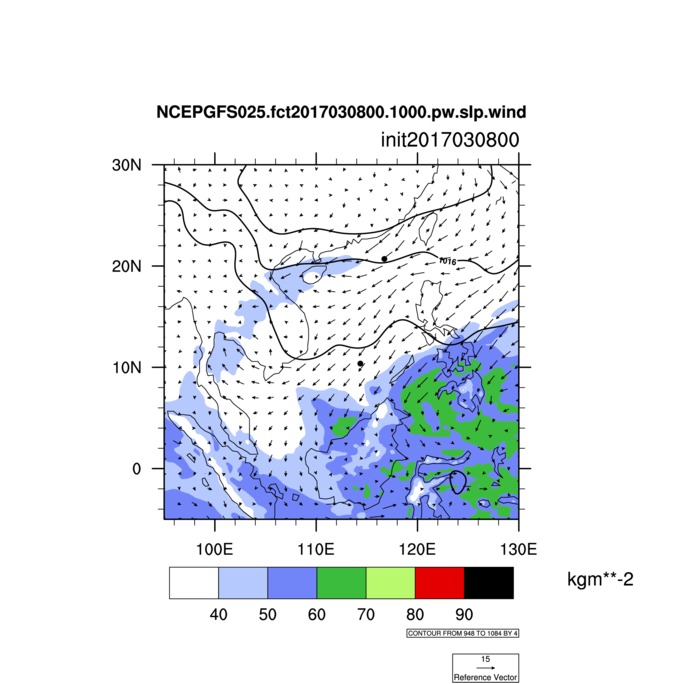 NCEPGFS025.fct2017030800.1000.pw.slp.wind
init2017030800
30N
20N
10N
0
1016
100E 110E 120E 130E
kgm**-2
40 50 60 70 80 90
CONTOUR FROM 948 TO 1084 BY 4
15
Reference Vector